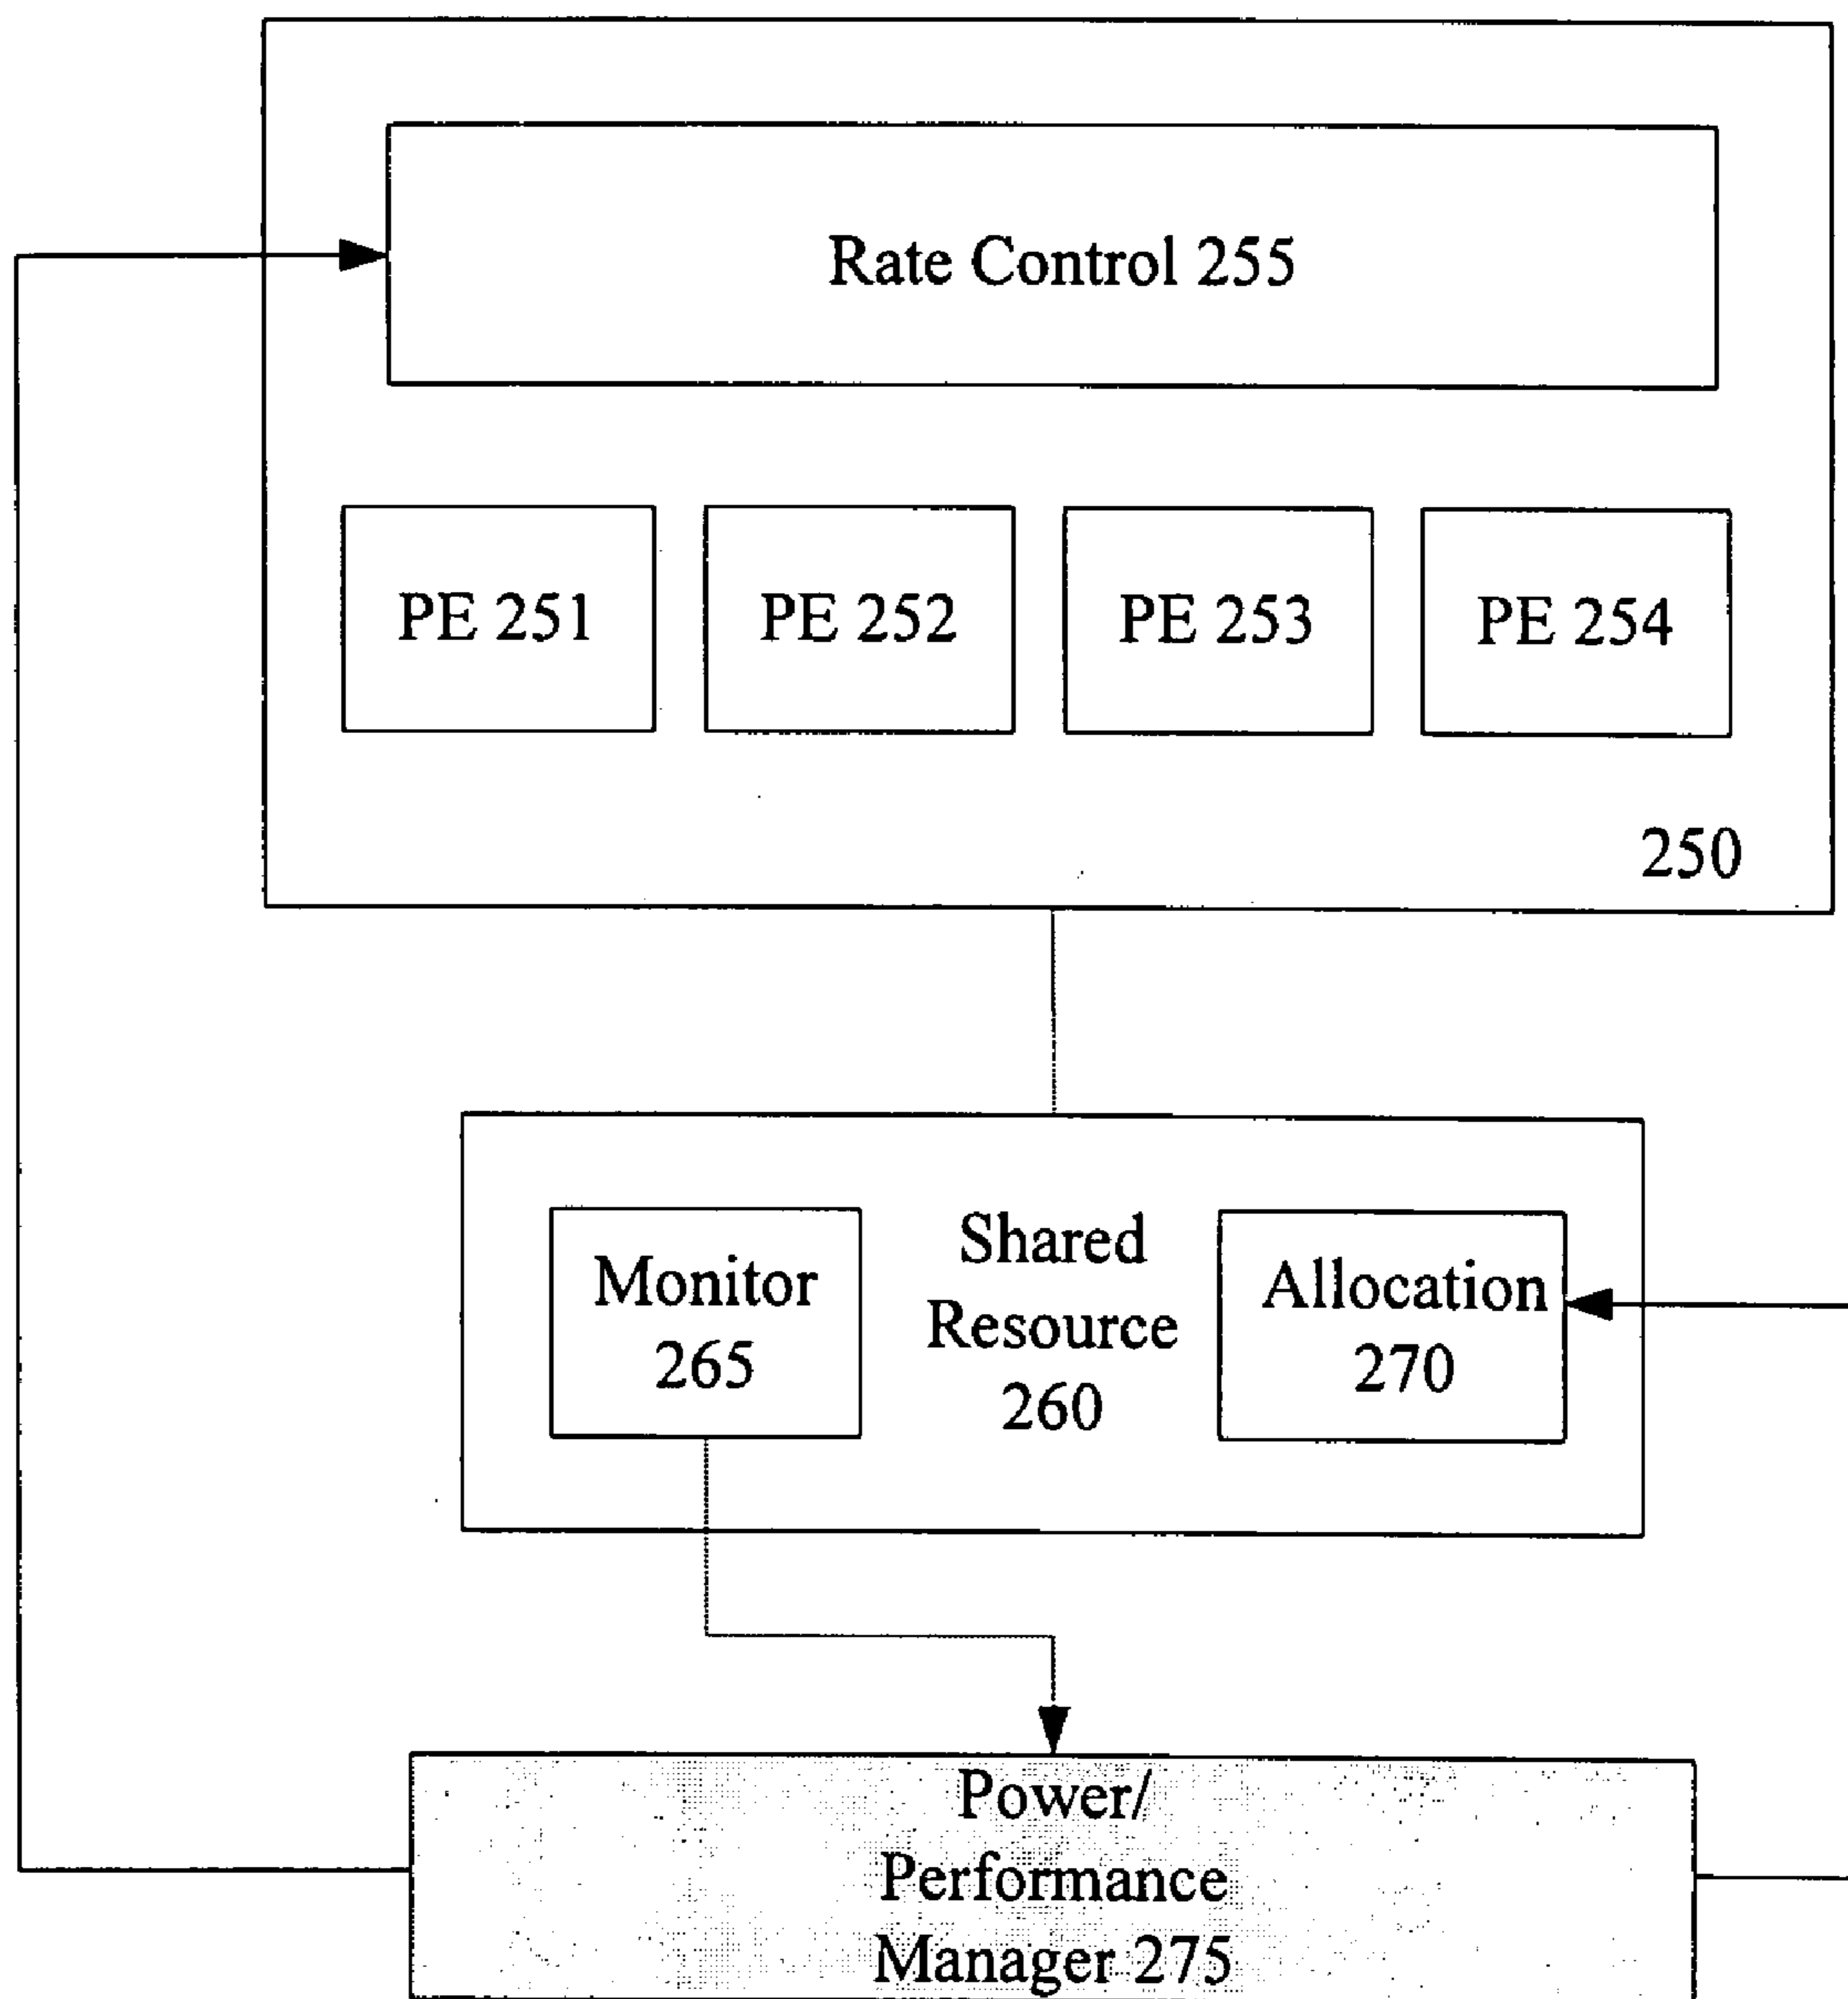 Rate Control 255
PE 251
PE 252
PE 253
PE 254
250
Monitor
265
Shared
Resource
260
Allocation
270
Power/
Performance
Manager 275